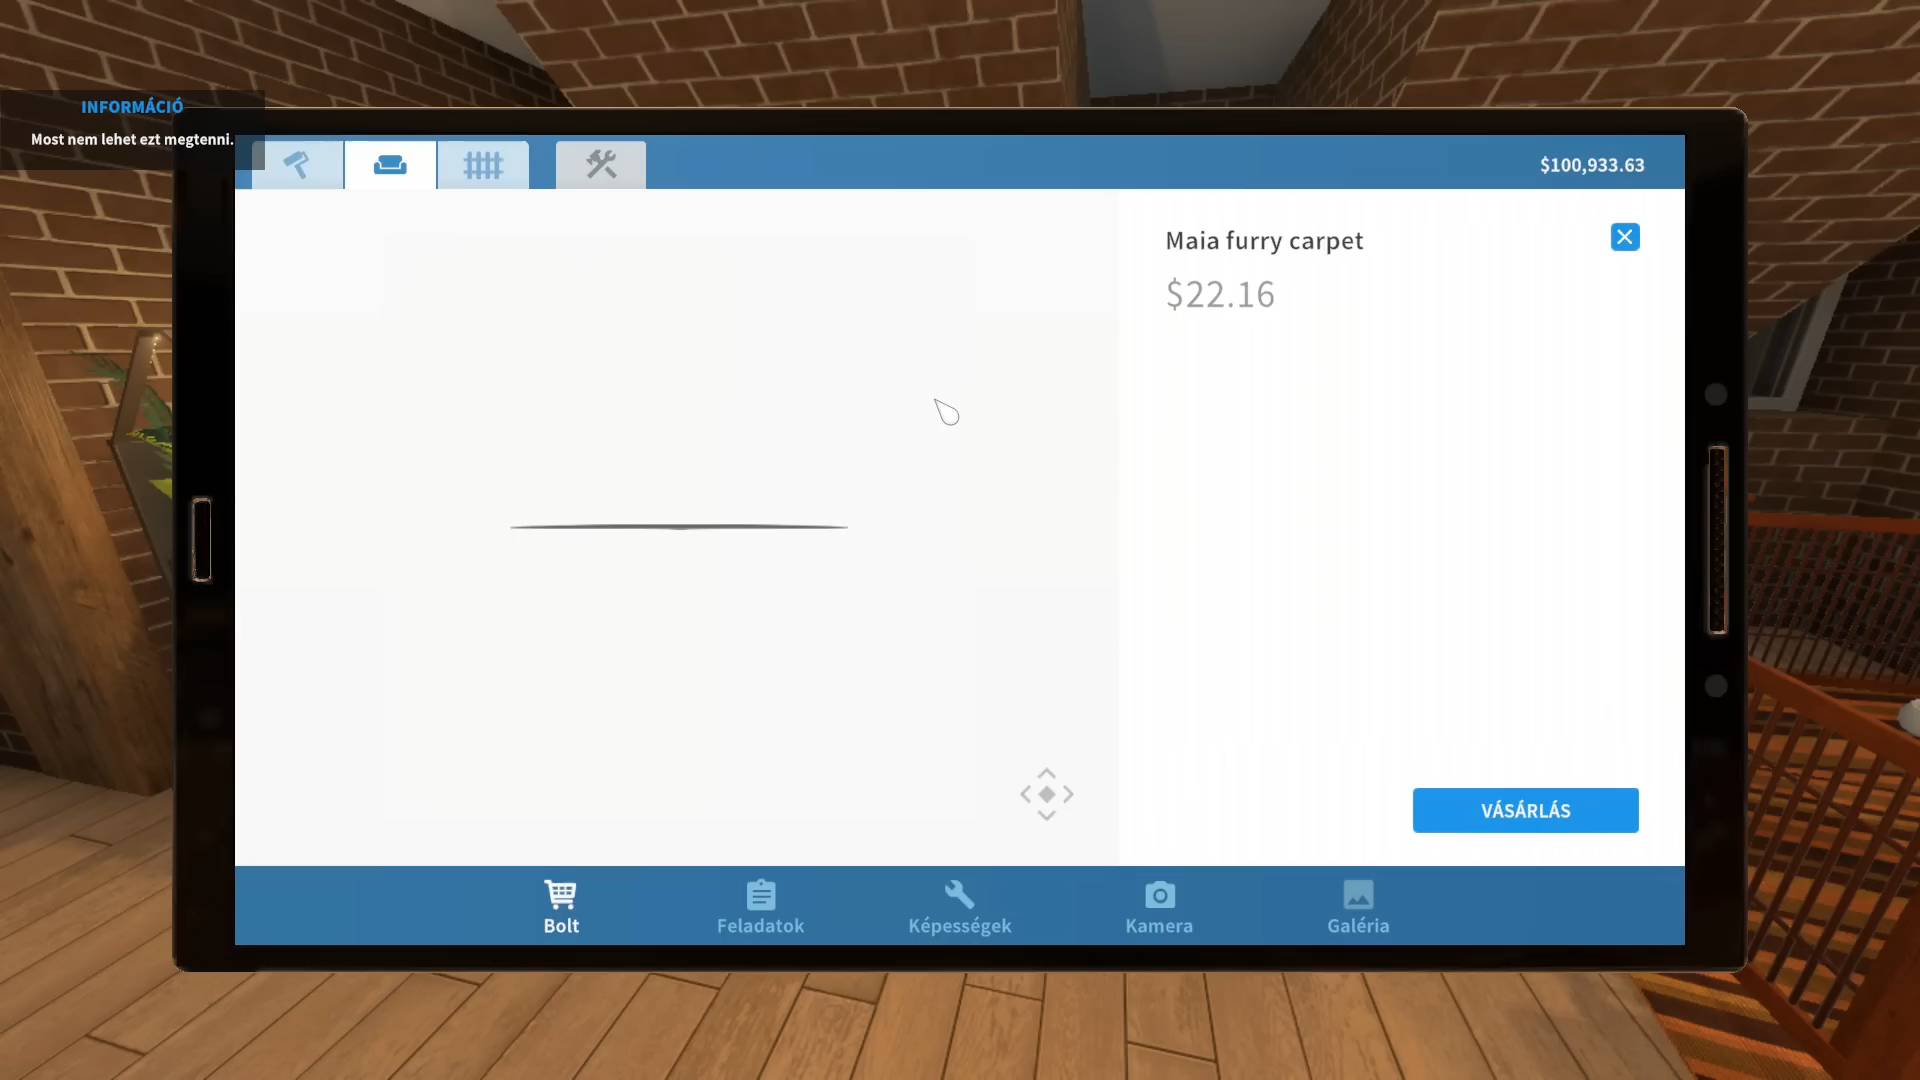 INFORMÁCIÓ
Most nem lehet ezt megtenni.
$100,933.63
Maia furry carpet
$22.16
VÁSÁRLÁS
Bolt
Feladatok
Képességek
Kamera
Galéria